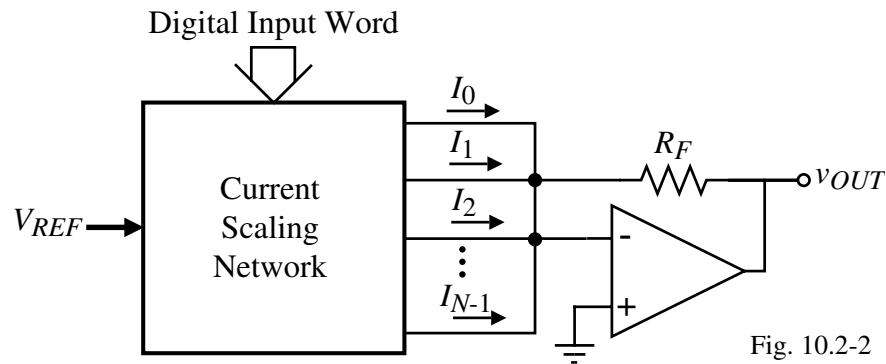 Digital Input Word
I0
I1
RF
vOUT
Current
Scaling
Network
VREF
I2
-
IN-1
+
Fig. 10.2-2